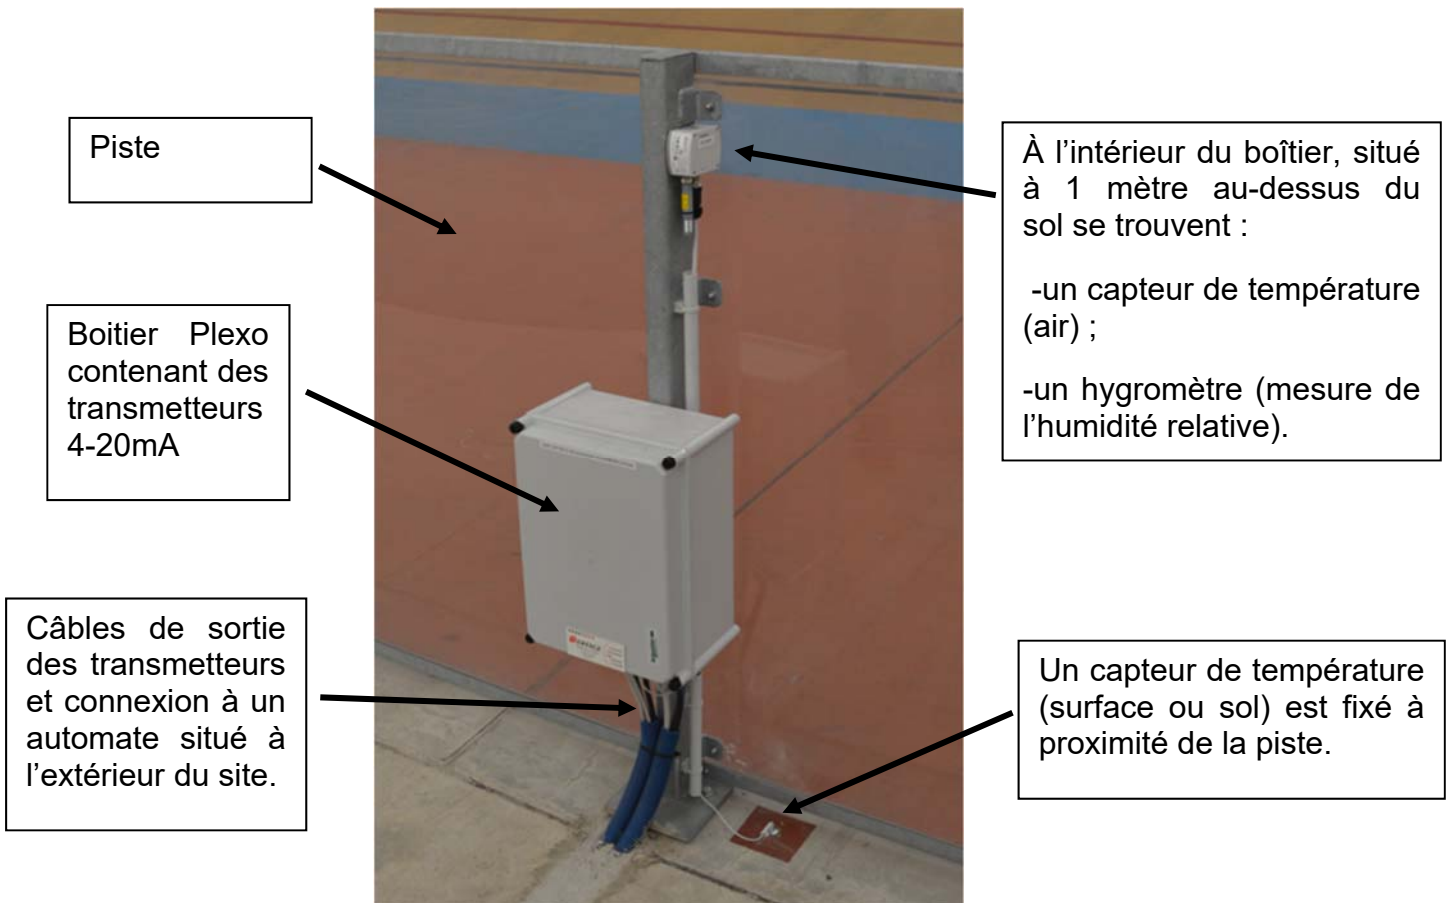 Piste
À l’intérieur du boîtier, situé
à 1 mètre au-dessus du
sol se trouvent :
-un capteur de température
(air) ;
-un hygromètre (mesure de
l’humidité relative).
Boitier Plexo
contenant des
transmetteurs
4-20mA
Câbles de sortie
des transmetteurs
et connexion à un
automate situé à
l’extérieur du site.
Un capteur de température
(surface ou sol) est fixé à
proximité de la piste.